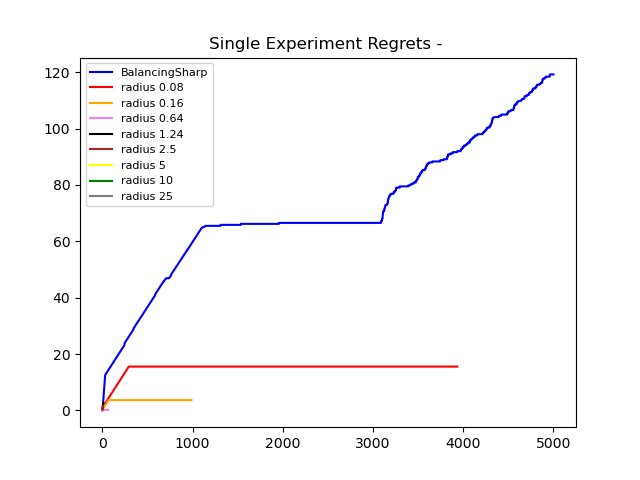 Single Experiment Regrets -
BalancingSharp
radius 0.08
radius 0.16
radius 0.64
radius 1.24
radius 2.5
radius 5
radius 10
radius 25
120
100
80
60
40
20
0
0 1000 2000 3000 4000 5000